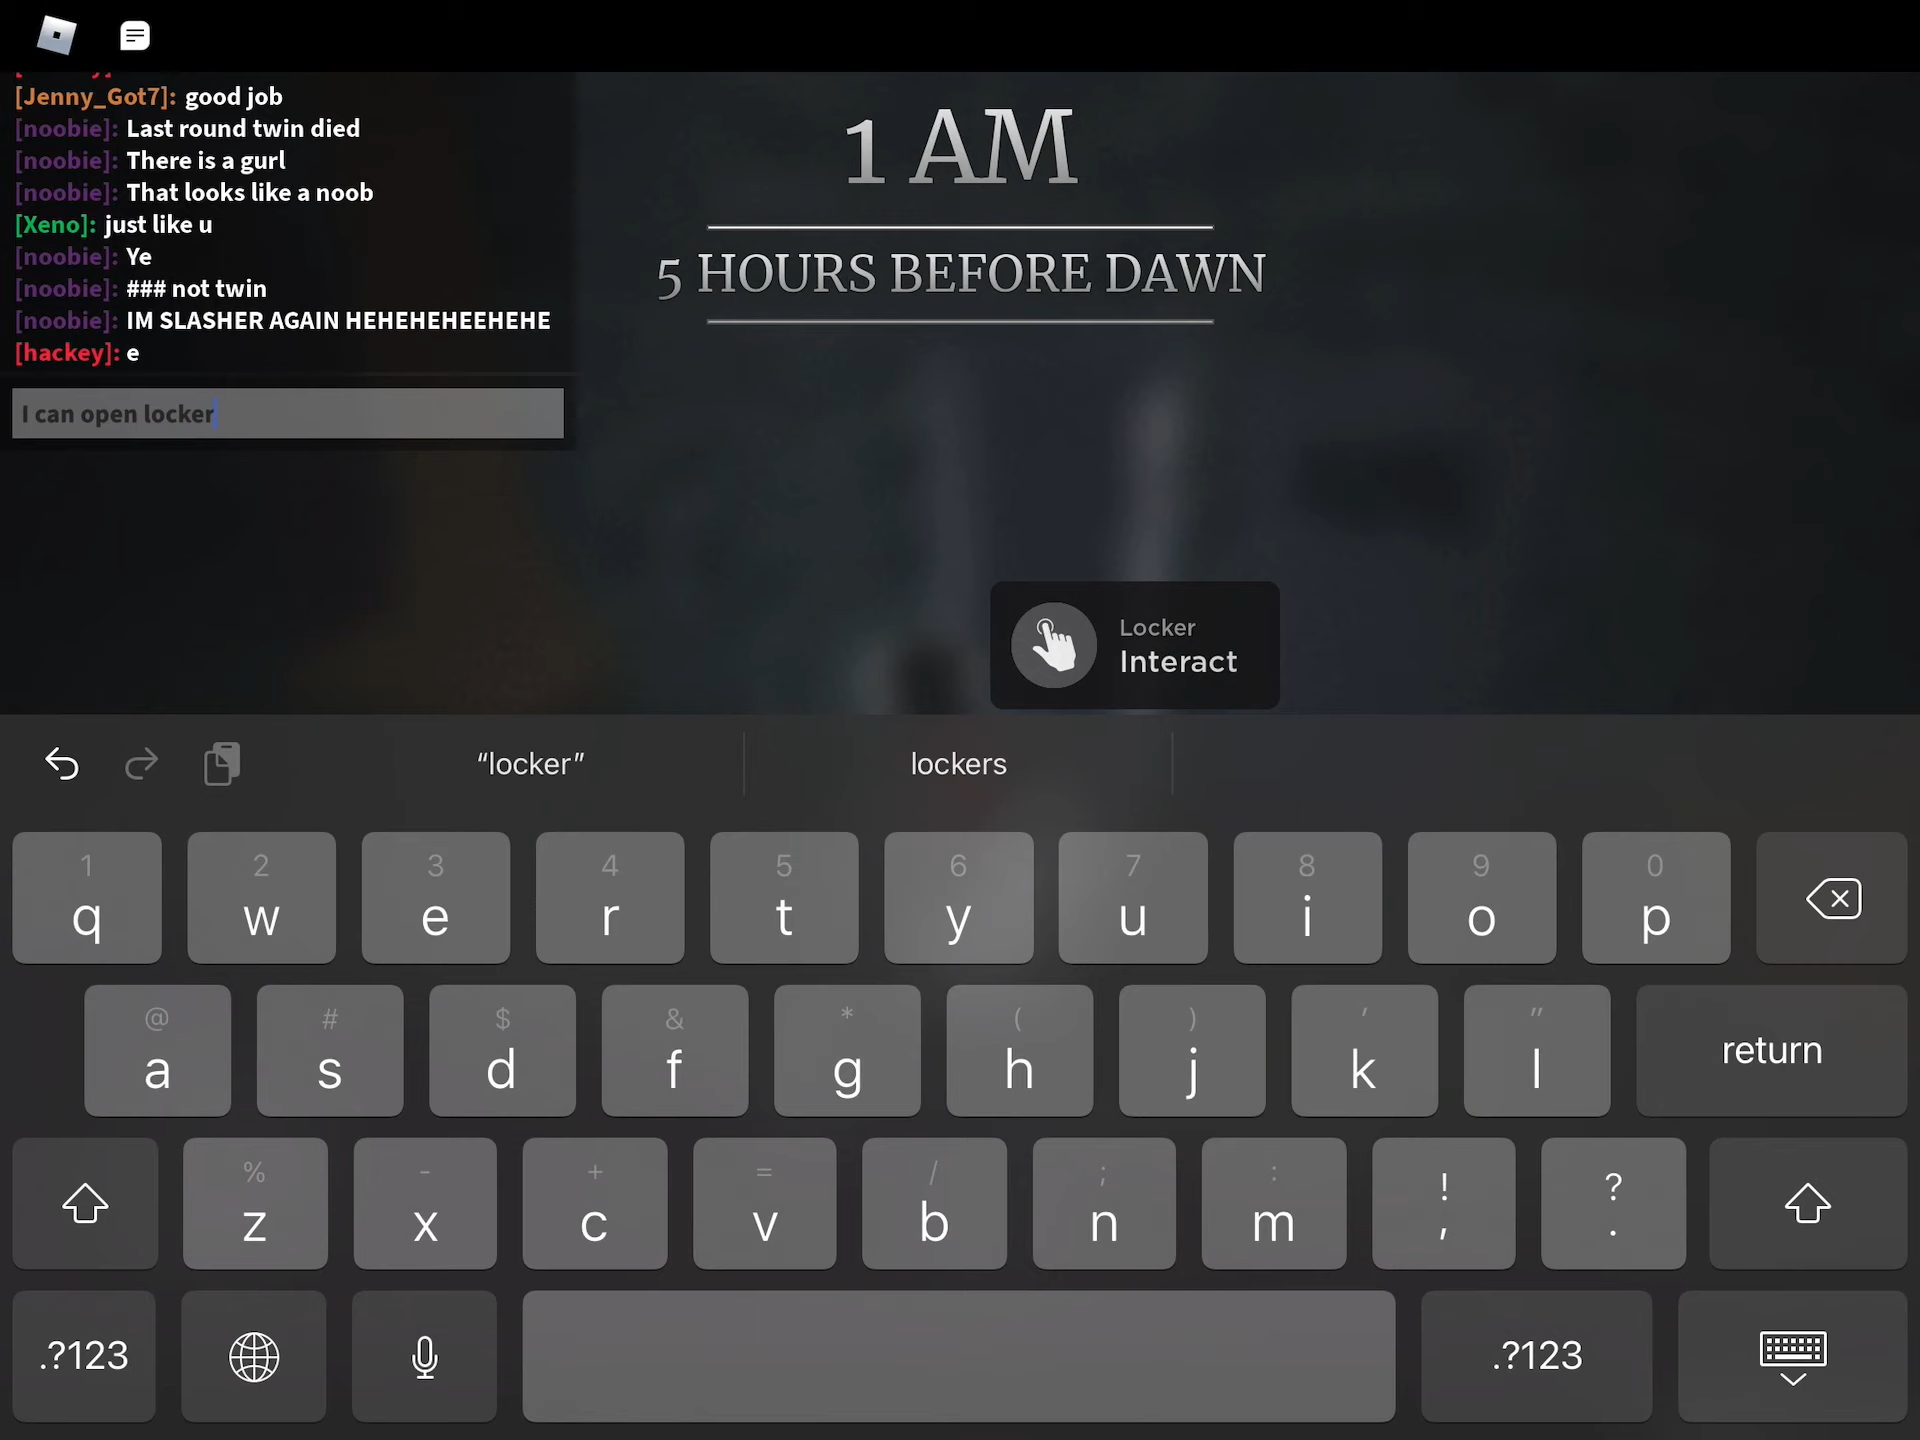 [Jenny_Got7]: good job
[noobie]: Last round twin died
[noobie]: There is a gurl
[noobie]: That looks like a noob
[Xeno]: just like u
[noobie]: Ye
[noobie]: ### not twin
[noobie]: IM SLASHER AGAIN HEHEHEHEEHEHE
[hackey]: e
I can open locker
1 AM
5 HOURS BEFORE DAWN
Locker
Interact
“locker” lockers
1 2 3 4 5 6 7 8 9 0
q w e r t y u i o p
@ # $ & * ( ) ' "
a s d f g h j k l return
% - + = / ; : ! ?
z x c v b n m , .
.?123 .?123